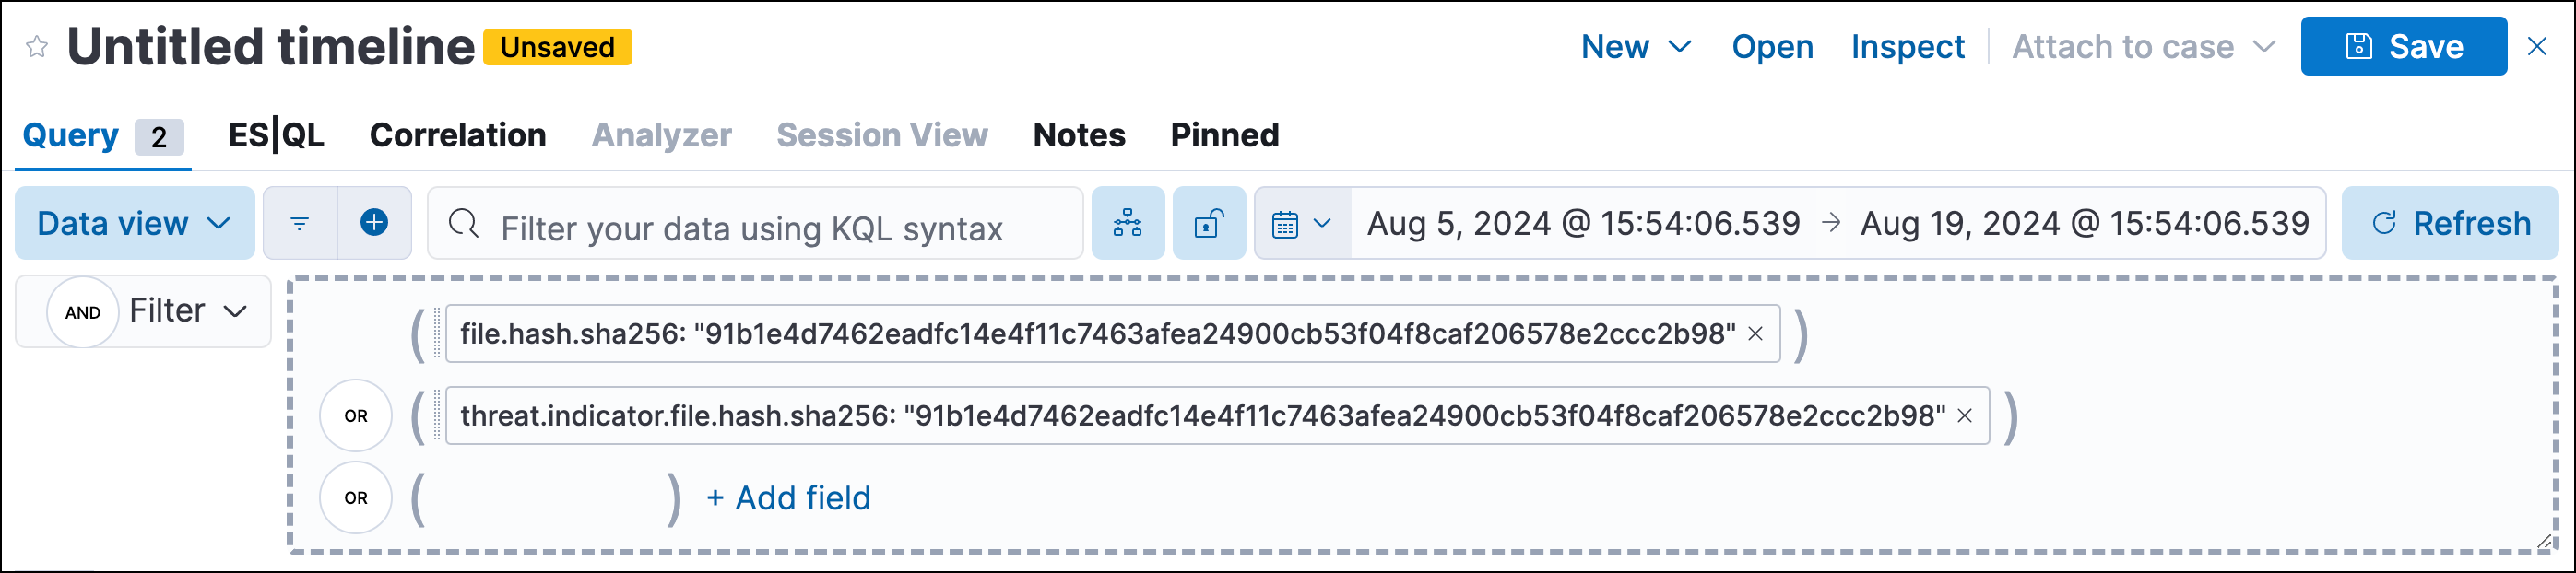 Untitled timeline Unsaved New Open Inspect Attach to case Save
Query 2 ES|QL Correlation Analyzer Session View Notes Pinned
Data view Filter your data using KQL syntax Aug 5, 2024 @ 15:54:06.539 → Aug 19, 2024 @ 15:54:06.539 Refresh
AND Filter ( file.hash.sha256: "91b1e4d7462eadfc14e4f11c7463afea24900cb53f04f8caf206578e2ccc2b98" × )
OR ( threat.indicator.file.hash.sha256: "91b1e4d7462eadfc14e4f11c7463afea24900cb53f04f8caf206578e2ccc2b98" × )
OR ( ) + Add field